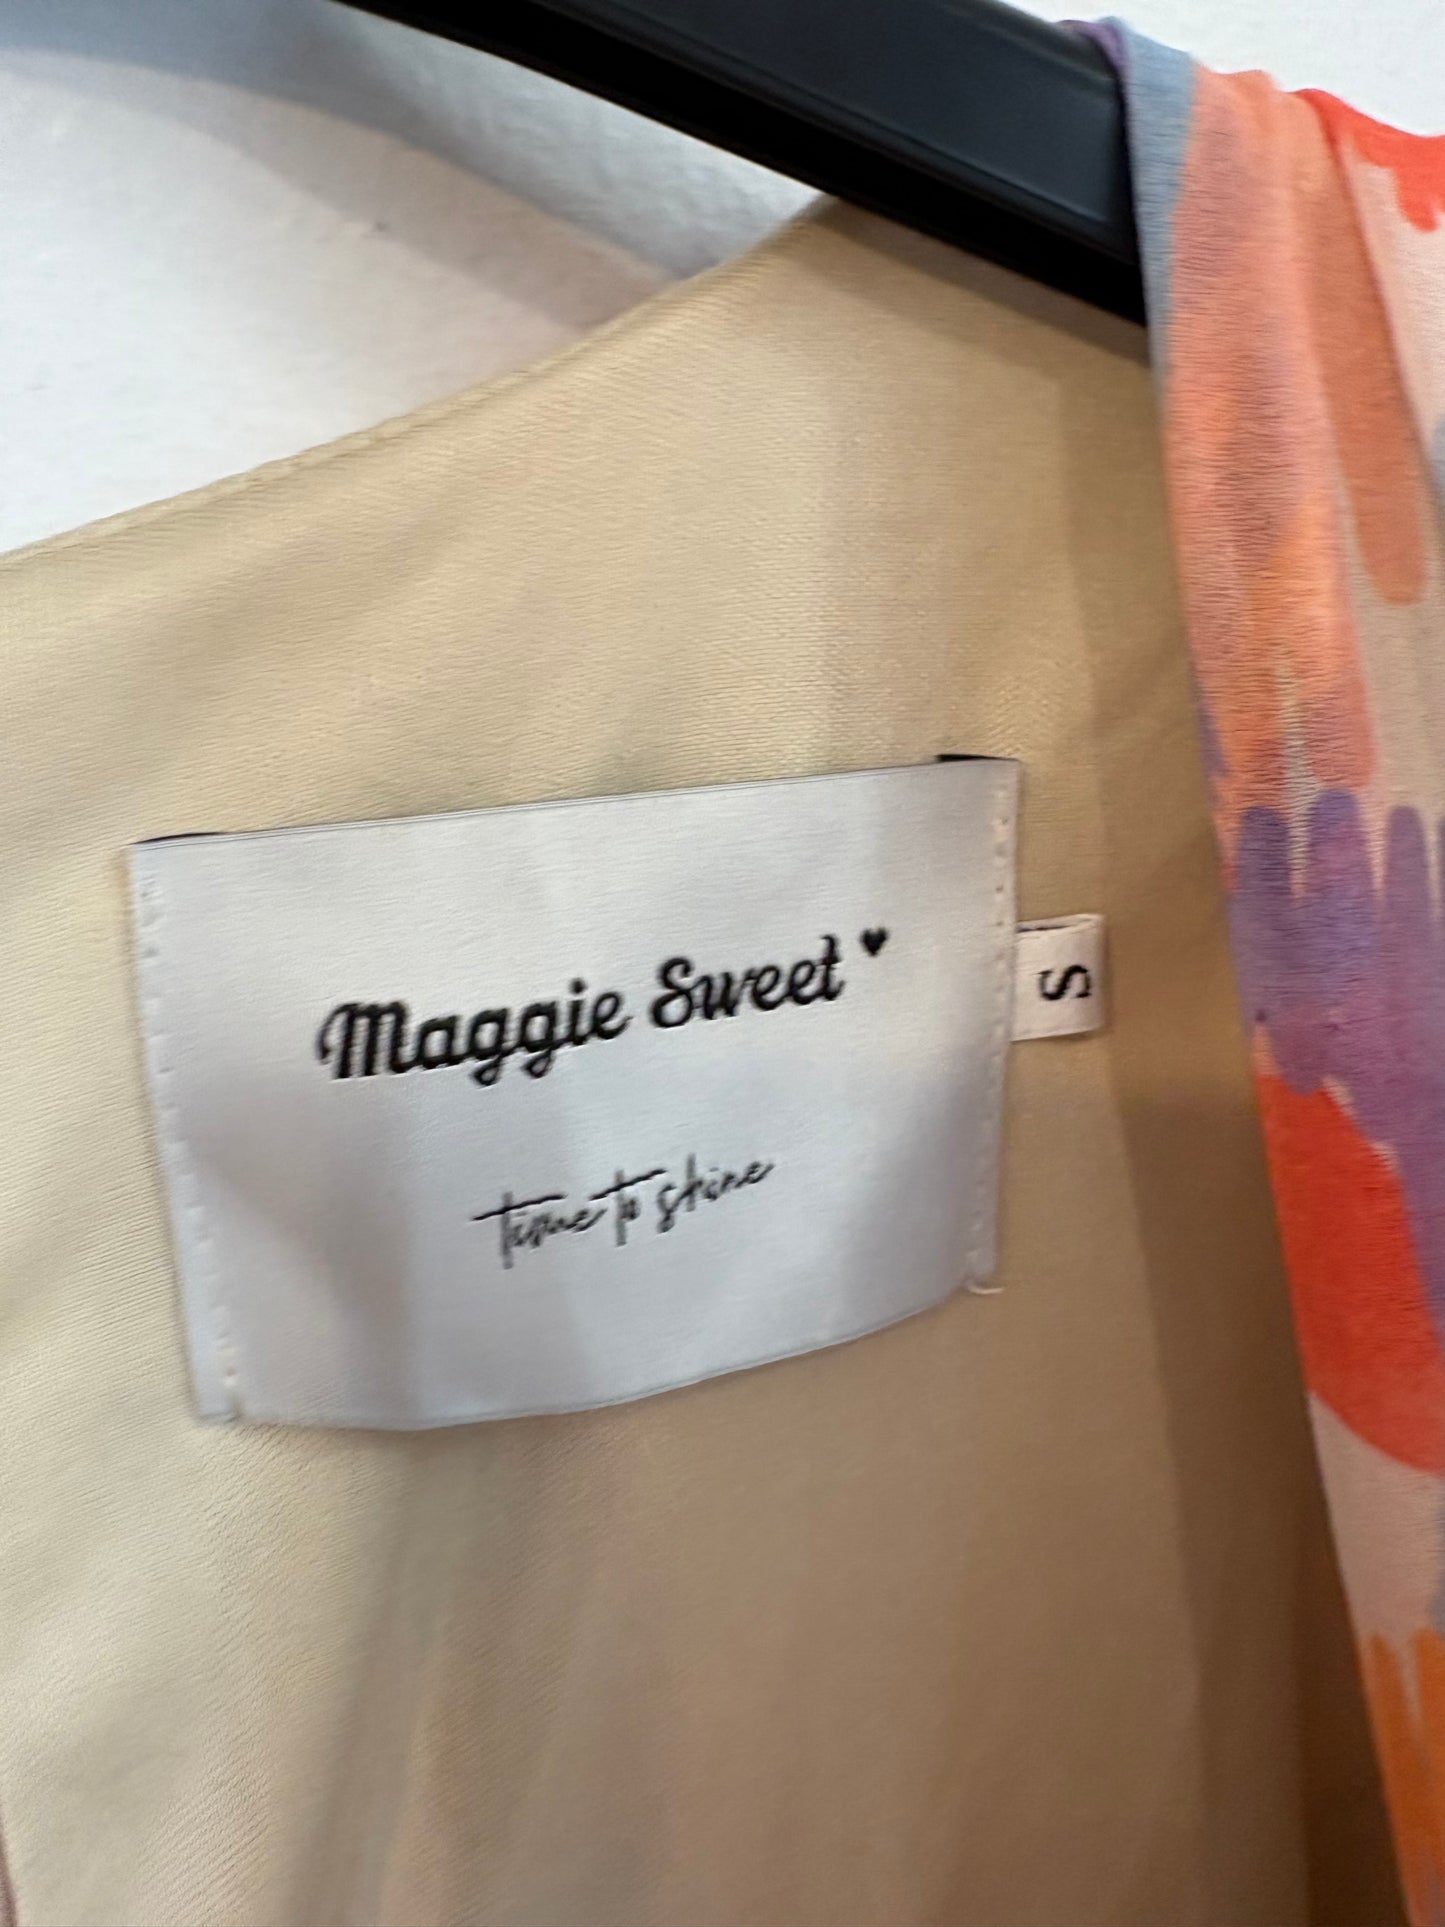 Maggie Sweet ♥
S
Time to shine